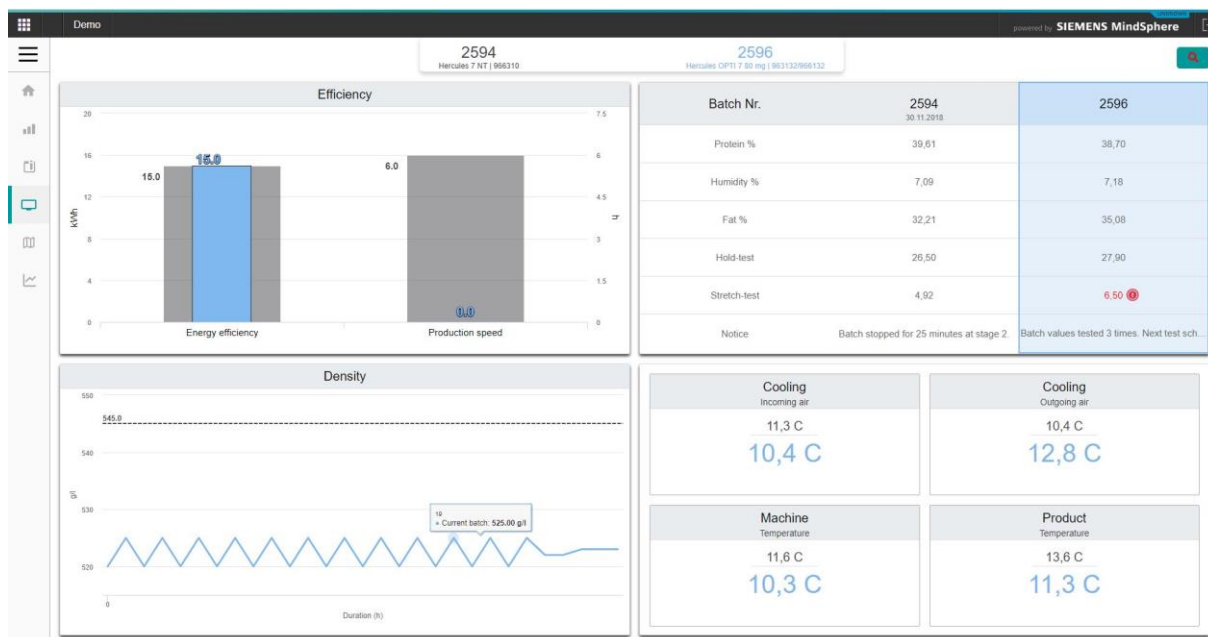 Demo
powered by SIEMENS MindSphere
2594
Hercules 7 NT | 966310
2596
Hercules OPTI 7 80 mg | 963132/966132
Efficiency
20
16
12
8
4
0
kWh
7.5
6
4.5
3
1.5
0
h
15.0
15.0
6.0
0.0
Energy efficiency
Production speed
Batch Nr.
2594
30.11.2018
2596
Protein %
39,61
38,70
Humidity %
7,09
7,18
Fat %
32,21
35,08
Hold-test
26,50
27,90
Stretch-test
4,92
6,50
Notice
Batch stopped for 25 minutes at stage 2.
Batch values tested 3 times. Next test sch...
Density
550
540
530
520
g/l
545.0
19
Current batch: 525.00 g/l
0
Duration (h)
Cooling
Incoming air
11,3 C
10,4 C
Cooling
Outgoing air
10,4 C
12,8 C
Machine
Temperature
11,6 C
10,3 C
Product
Temperature
13,6 C
11,3 C